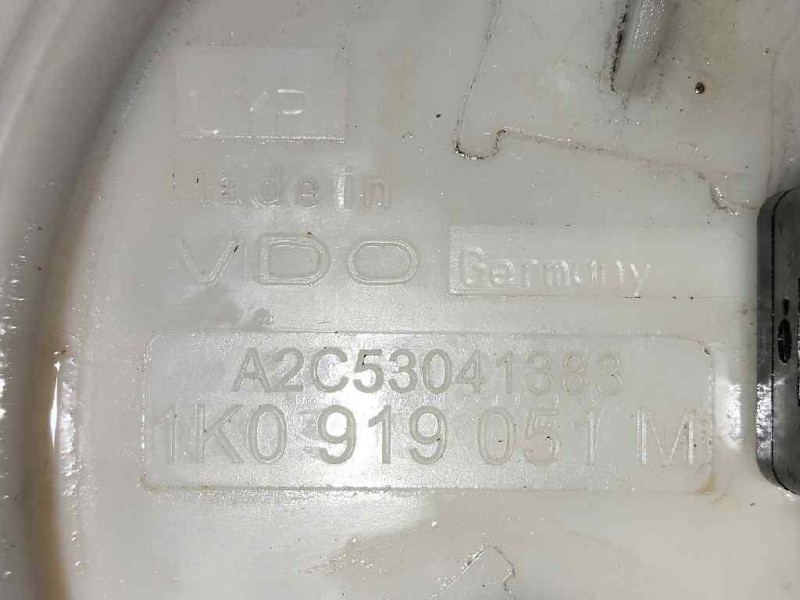 Made in
VDO Germany
A2C53041383
1K0 919 051 M